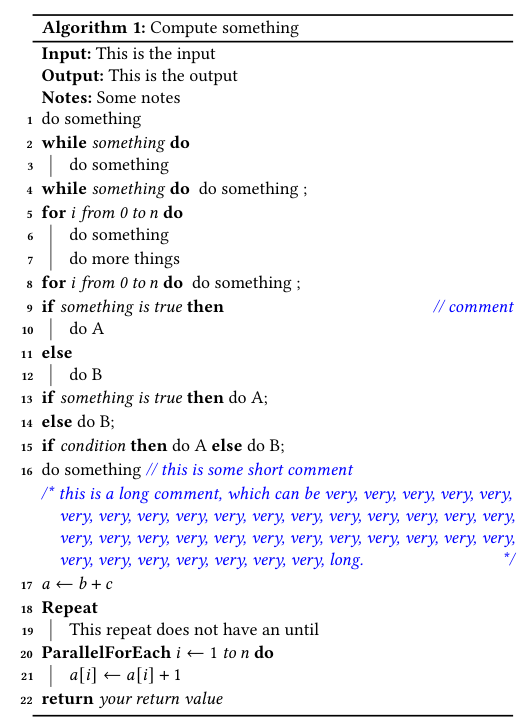 Algorithm 1: Compute something
Input: This is the input
Output: This is the output
Notes: Some notes
1 do something
2 while something do
3 do something
4 while something do do something ;
5 for i from 0 to n do
6 do something
7 do more things
8 for i from 0 to n do do something ;
9 if something is true then // comment
10 do A
11 else
12 do B
13 if something is true then do A;
14 else do B;
15 if condition then do A else do B;
16 do something // this is some short comment
/* this is a long comment, which can be very, very, very, very, very,
very, very, very, very, very, very, very, very, very, very, very, very,
very, very, very, very, very, very, very, very, very, very, very, very,
very, very, very, very, very, very, very, long. */
17 a ← b + c
18 Repeat
19 This repeat does not have an until
20 ParallelForEach i ← 1 to n do
21 a[i] ← a[i] + 1
22 return your return value